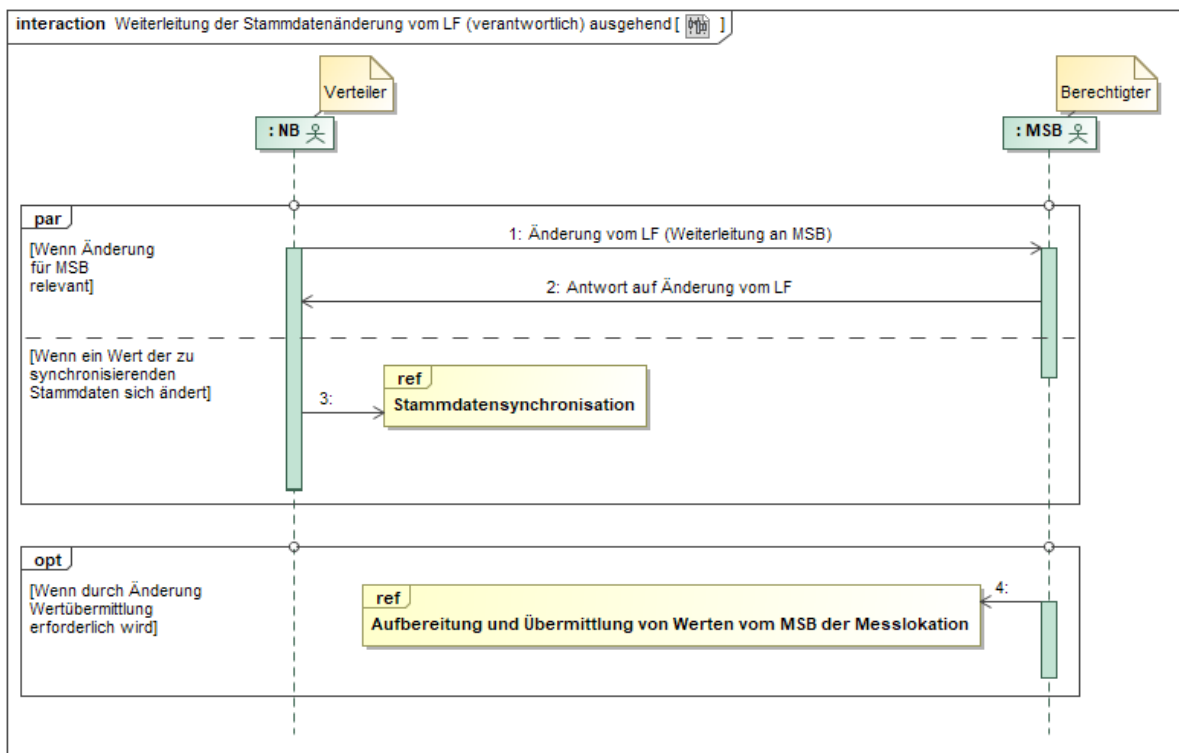 interaction Weiterleitung der Stammdatenänderung vom LF (verantwortlich) ausgehend [ ]
Verteiler
Berechtigter
: NB
: MSB
par
[Wenn Änderung
für MSB
relevant]
1: Änderung vom LF (Weiterleitung an MSB)
2: Antwort auf Änderung vom LF
[Wenn ein Wert der zu
synchronisierenden
Stammdaten sich ändert]
3:
ref
Stammdatensynchronisation
opt
[Wenn durch Änderung
Wertübermittlung
erforderlich wird]
4:
ref
Aufbereitung und Übermittlung von Werten vom MSB der Messlokation